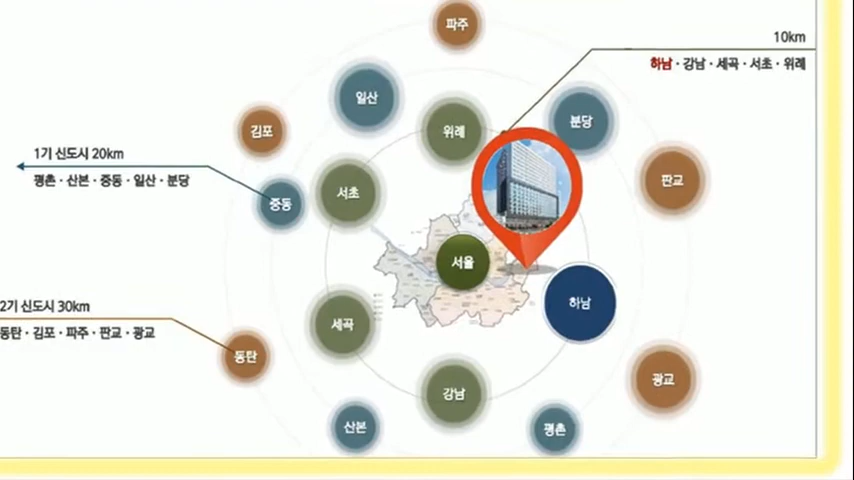 파주
10km
하남 · 강남 · 세곡 · 서초 · 위례
일산
위례
분당
김포
1기 신도시 20km
평촌 · 산본 · 중동 · 일산 · 분당
판교
서초
중동
서울
하남
2기 신도시 30km
동탄 · 김포 · 파주 · 판교 · 광교
세곡
동탄
광교
강남
산본
평촌